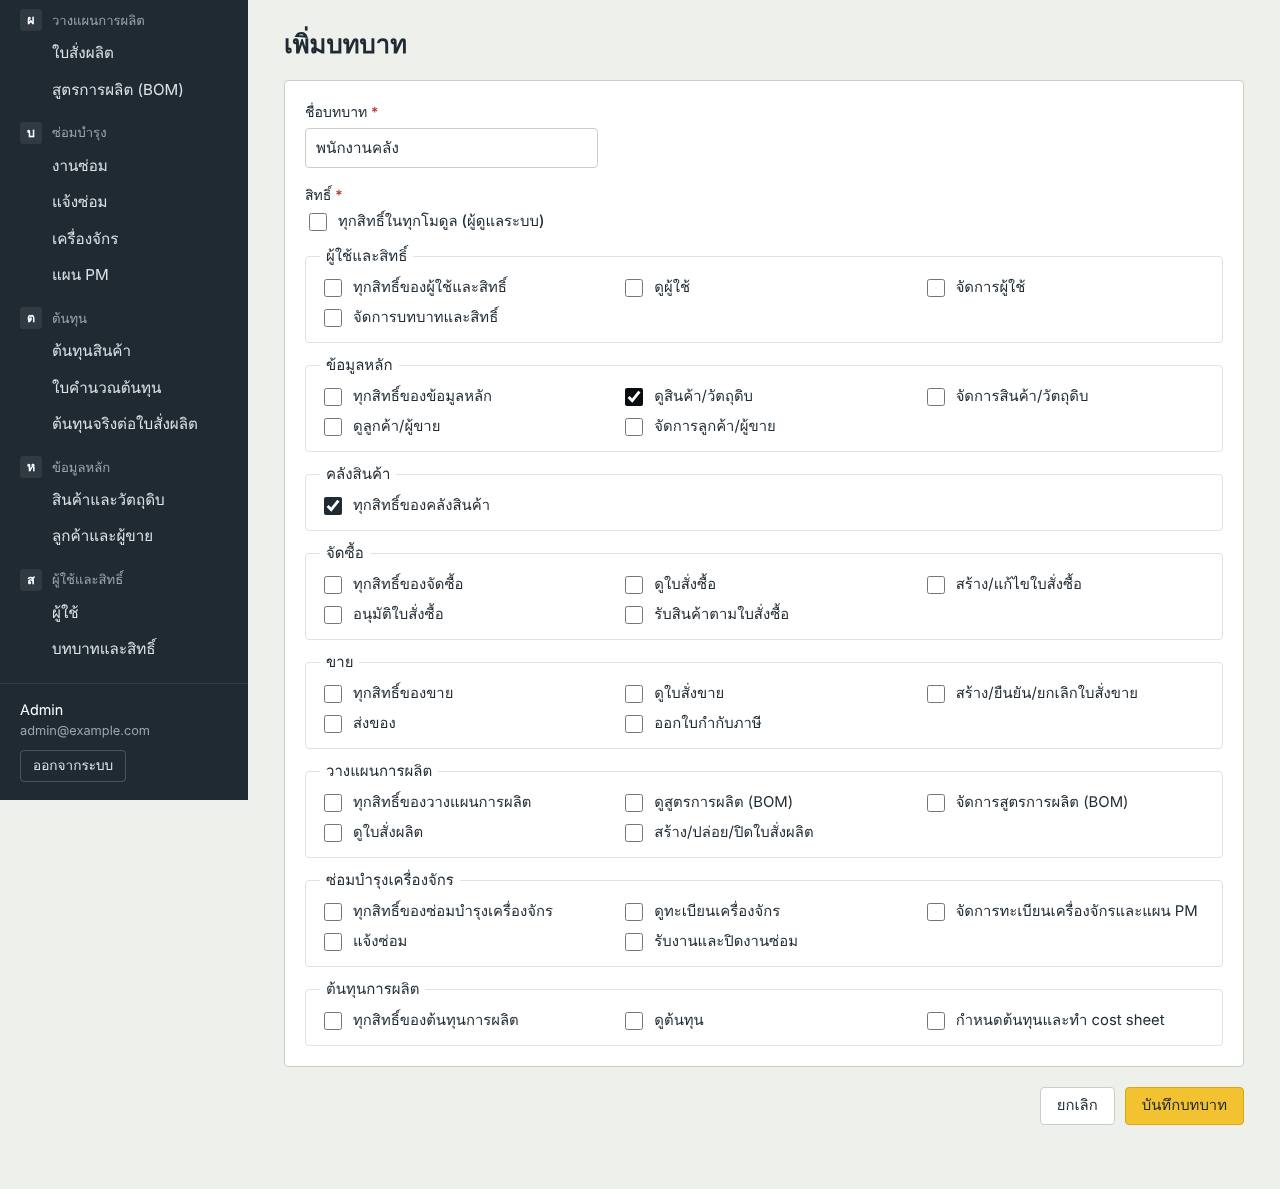 ผ วางแผนการผลิต
ใบสั่งผลิต
สูตรการผลิต (BOM)
บ ซ่อมบำรุง
งานซ่อม
แจ้งซ่อม
เครื่องจักร
แผน PM
ต ต้นทุน
ต้นทุนสินค้า
ใบคำนวณต้นทุน
ต้นทุนจริงต่อใบสั่งผลิต
ห ข้อมูลหลัก
สินค้าและวัตถุดิบ
ลูกค้าและผู้ขาย
ส ผู้ใช้และสิทธิ์
ผู้ใช้
บทบาทและสิทธิ์
Admin
admin@example.com
ออกจากระบบ
เพิ่มบทบาท
ชื่อบทบาท *
พนักงานคลัง
สิทธิ์ *
ทุกสิทธิ์ในทุกโมดูล (ผู้ดูแลระบบ)
ผู้ใช้และสิทธิ์
ทุกสิทธิ์ของผู้ใช้และสิทธิ์ ดูผู้ใช้ จัดการผู้ใช้
จัดการบทบาทและสิทธิ์
ข้อมูลหลัก
ทุกสิทธิ์ของข้อมูลหลัก ดูสินค้า/วัตถุดิบ จัดการสินค้า/วัตถุดิบ
ดูลูกค้า/ผู้ขาย จัดการลูกค้า/ผู้ขาย
คลังสินค้า
ทุกสิทธิ์ของคลังสินค้า
จัดซื้อ
ทุกสิทธิ์ของจัดซื้อ ดูใบสั่งซื้อ สร้าง/แก้ไขใบสั่งซื้อ
อนุมัติใบสั่งซื้อ รับสินค้าตามใบสั่งซื้อ
ขาย
ทุกสิทธิ์ของขาย ดูใบสั่งขาย สร้าง/ยืนยัน/ยกเลิกใบสั่งขาย
ส่งของ ออกใบกำกับภาษี
วางแผนการผลิต
ทุกสิทธิ์ของวางแผนการผลิต ดูสูตรการผลิต (BOM) จัดการสูตรการผลิต (BOM)
ดูใบสั่งผลิต สร้าง/ปล่อย/ปิดใบสั่งผลิต
ซ่อมบำรุงเครื่องจักร
ทุกสิทธิ์ของซ่อมบำรุงเครื่องจักร ดูทะเบียนเครื่องจักร จัดการทะเบียนเครื่องจักรและแผน PM
แจ้งซ่อม รับงานและปิดงานซ่อม
ต้นทุนการผลิต
ทุกสิทธิ์ของต้นทุนการผลิต ดูต้นทุน กำหนดต้นทุนและทำ cost sheet
ยกเลิก บันทึกบทบาท